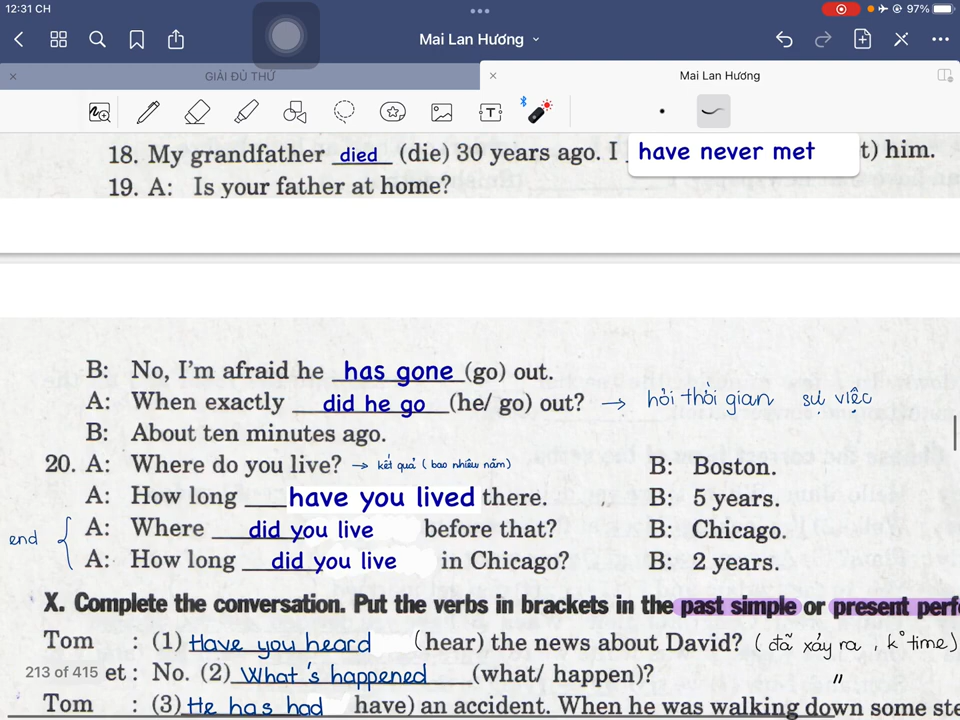 12:31 CH
97%
Mai Lan Hương
GIẢI ĐỦ THỨ
Mai Lan Hương
18. My grandfather died (die) 30 years ago. I have never met t) him.
19. A: Is your father at home?
B: No, I'm afraid he has gone (go) out.
A: When exactly did he go (he/ go) out? → hỏi thời gian sự việc
B: About ten minutes ago.
20. A: Where do you live? → kết quả (bao nhiêu năm) B: Boston.
A: How long have you lived there. B: 5 years.
end A: Where did you live before that? B: Chicago.
A: How long did you live in Chicago? B: 2 years.
X. Complete the conversation. Put the verbs in brackets in the past simple or present perf
Tom : (1) Have you heard (hear) the news about David? (đã xảy ra, k° time)
213 of 415 et : No. (2) What's happened (what/ happen)? "
Tom : (3) He has had have) an accident. When he was walking down some ste